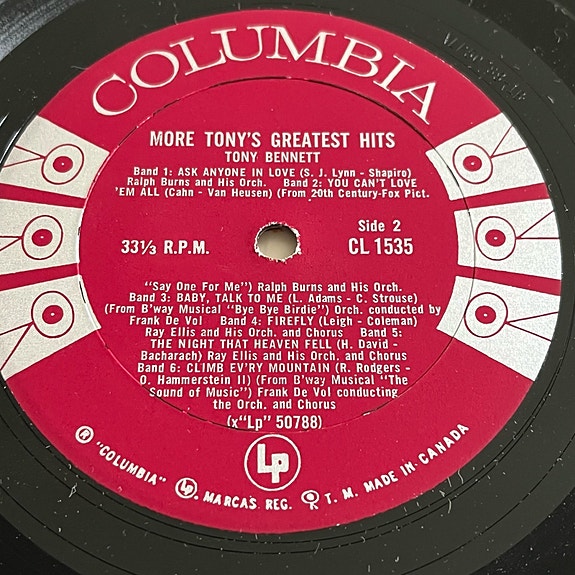 COLUMBIA
MORE TONY'S GREATEST HITS
TONY BENNETT
Band 1: ASK ANYONE IN LOVE (S. J. Lynn - Shapiro)
Ralph Burns and His Orch. Band 2: YOU CAN'T LOVE
'EM ALL (Cahn - Van Heusen) (From 20th Century-Fox Pict.
Side 2
33⅓ R.P.M. CL 1535
"Say One For Me") Ralph Burns and His Orch.
Band 3: BABY, TALK TO ME (L. Adams - C. Strouse)
(From B'way Musical "Bye Bye Birdie") Orch. conducted by
Frank De Vol Band 4: FIREFLY (Leigh - Coleman)
Ray Ellis and His Orch. and Chorus Band 5:
THE NIGHT THAT HEAVEN FELL (H. David -
Bacharach) Ray Ellis and His Orch. and Chorus
Band 6: CLIMB EV'RY MOUNTAIN (R. Rodgers -
O. Hammerstein II) (From B'way Musical "The
Sound of Music") Frank De Vol conducting
the Orch. and Chorus
(x"Lp" 50788)
Lp
® "COLUMBIA" Lp. MARCAS REG. T. M. MADE IN CANADA